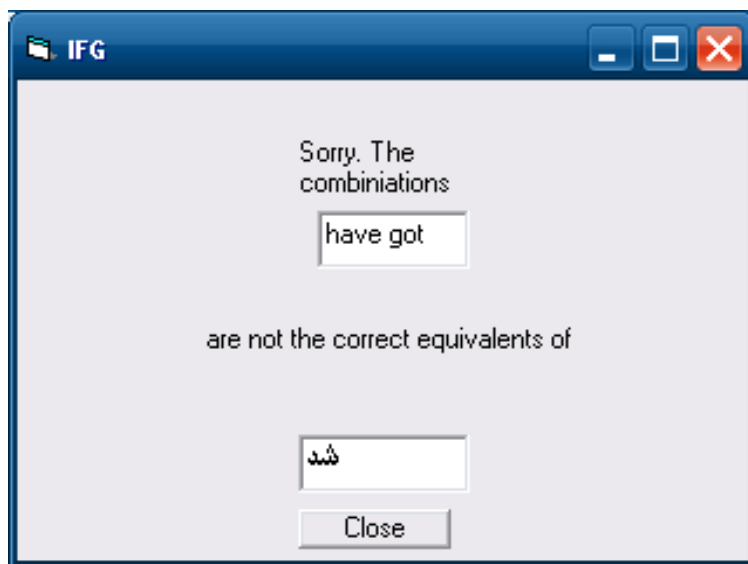 IFG
Sorry. The
combiniations
have got
are not the correct equivalents of
شد
Close